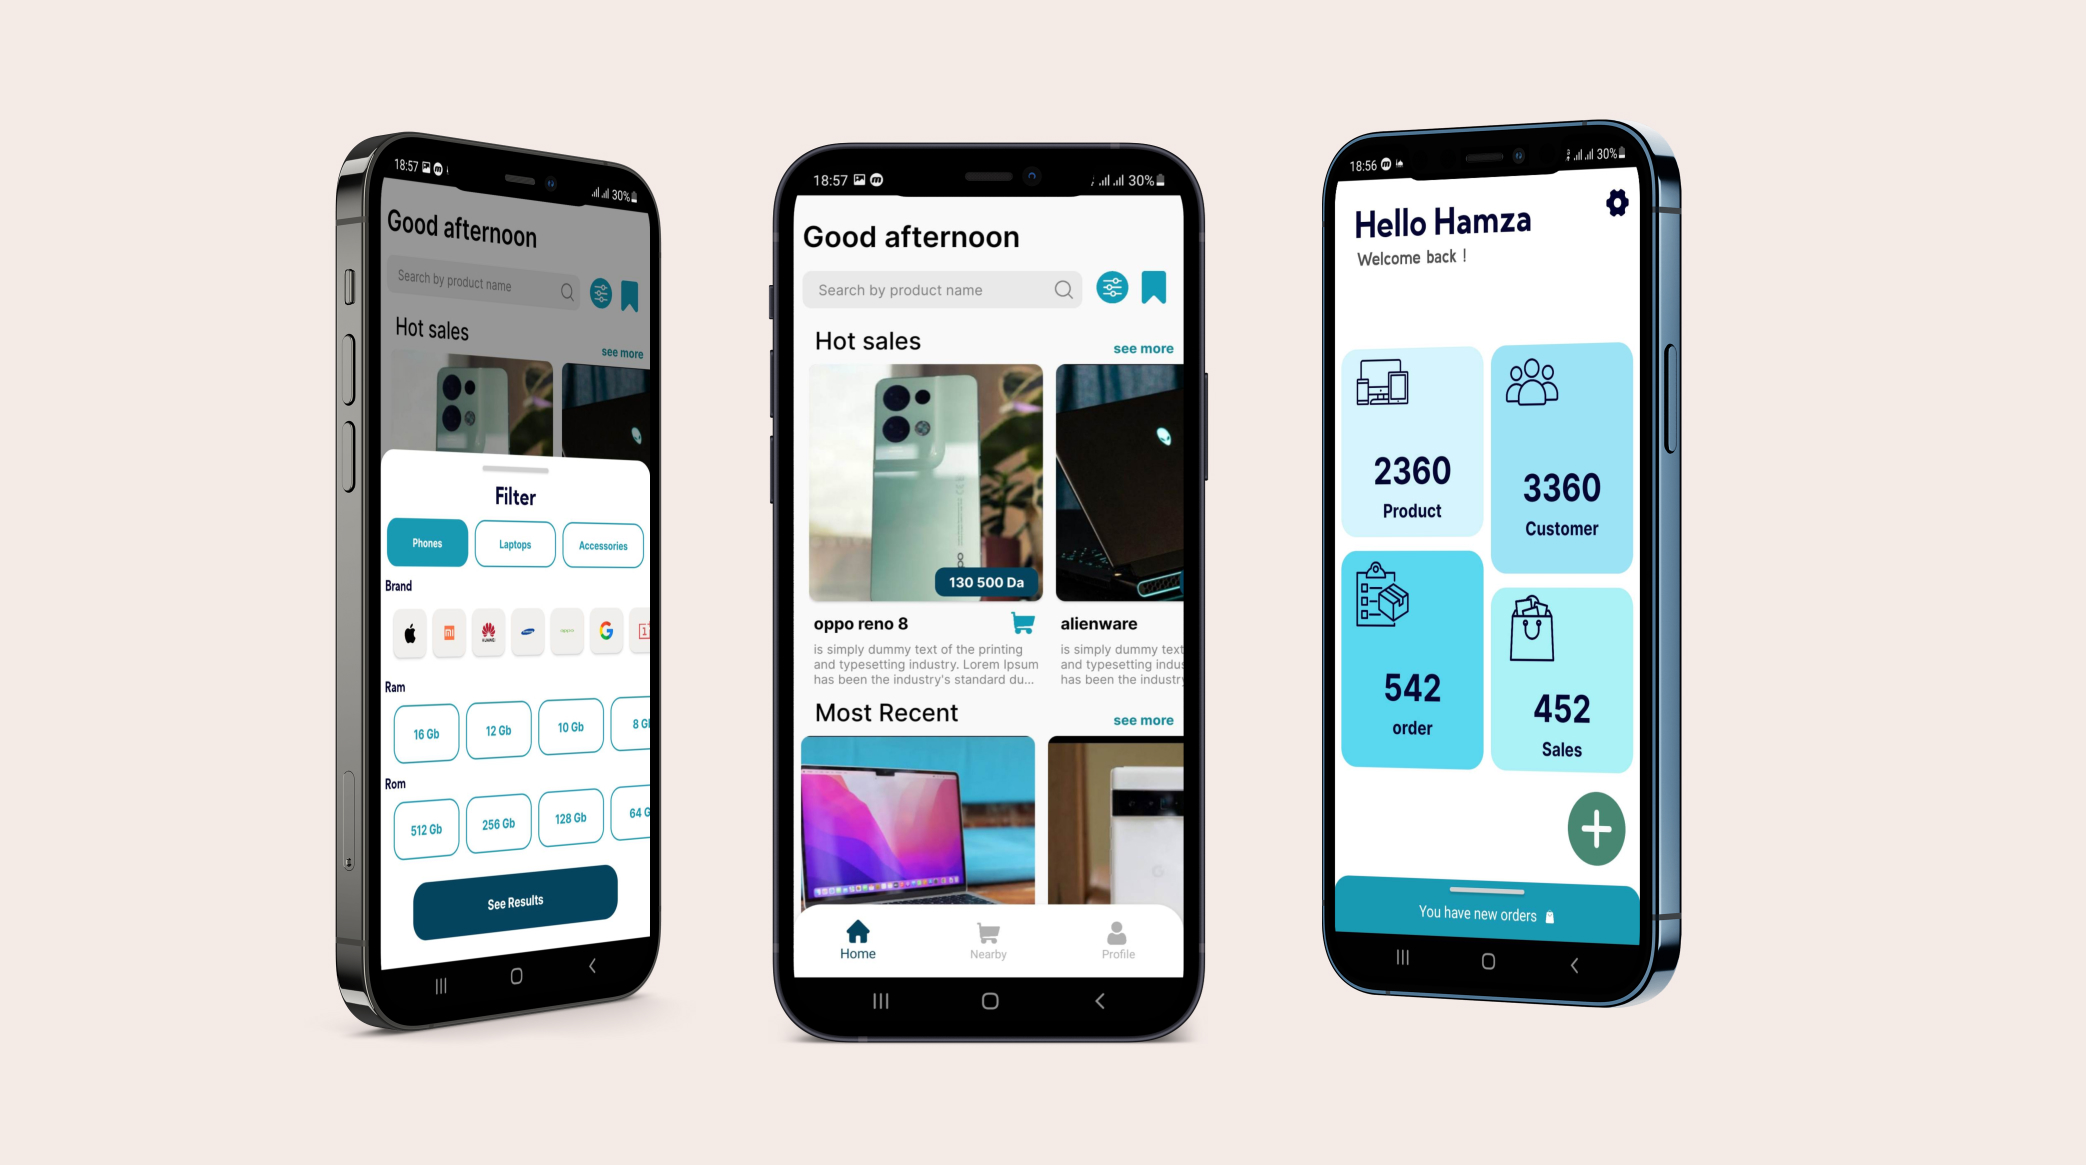 18:57
30%
Good afternoon
Search by product name
Hot sales
see more
Filter
Phones
Laptops
Accessories
Brand
HUAWEI
oppo
Ram
16 Gb
12 Gb
10 Gb
8 G
Rom
512 Gb
256 Gb
128 Gb
64 G
See Results
18:57
30%
Good afternoon
Search by product name
Hot sales
see more
130 500 Da
oppo reno 8
is simply dummy text of the printing
and typesetting industry. Lorem Ipsum
has been the industry's standard du...
alienware
is simply dummy text
and typesetting indus
has been the industry
Most Recent
see more
Home
Nearby
Profile
18:56
30%
Hello Hamza
Welcome back !
2360
Product
3360
Customer
542
order
452
Sales
You have new orders